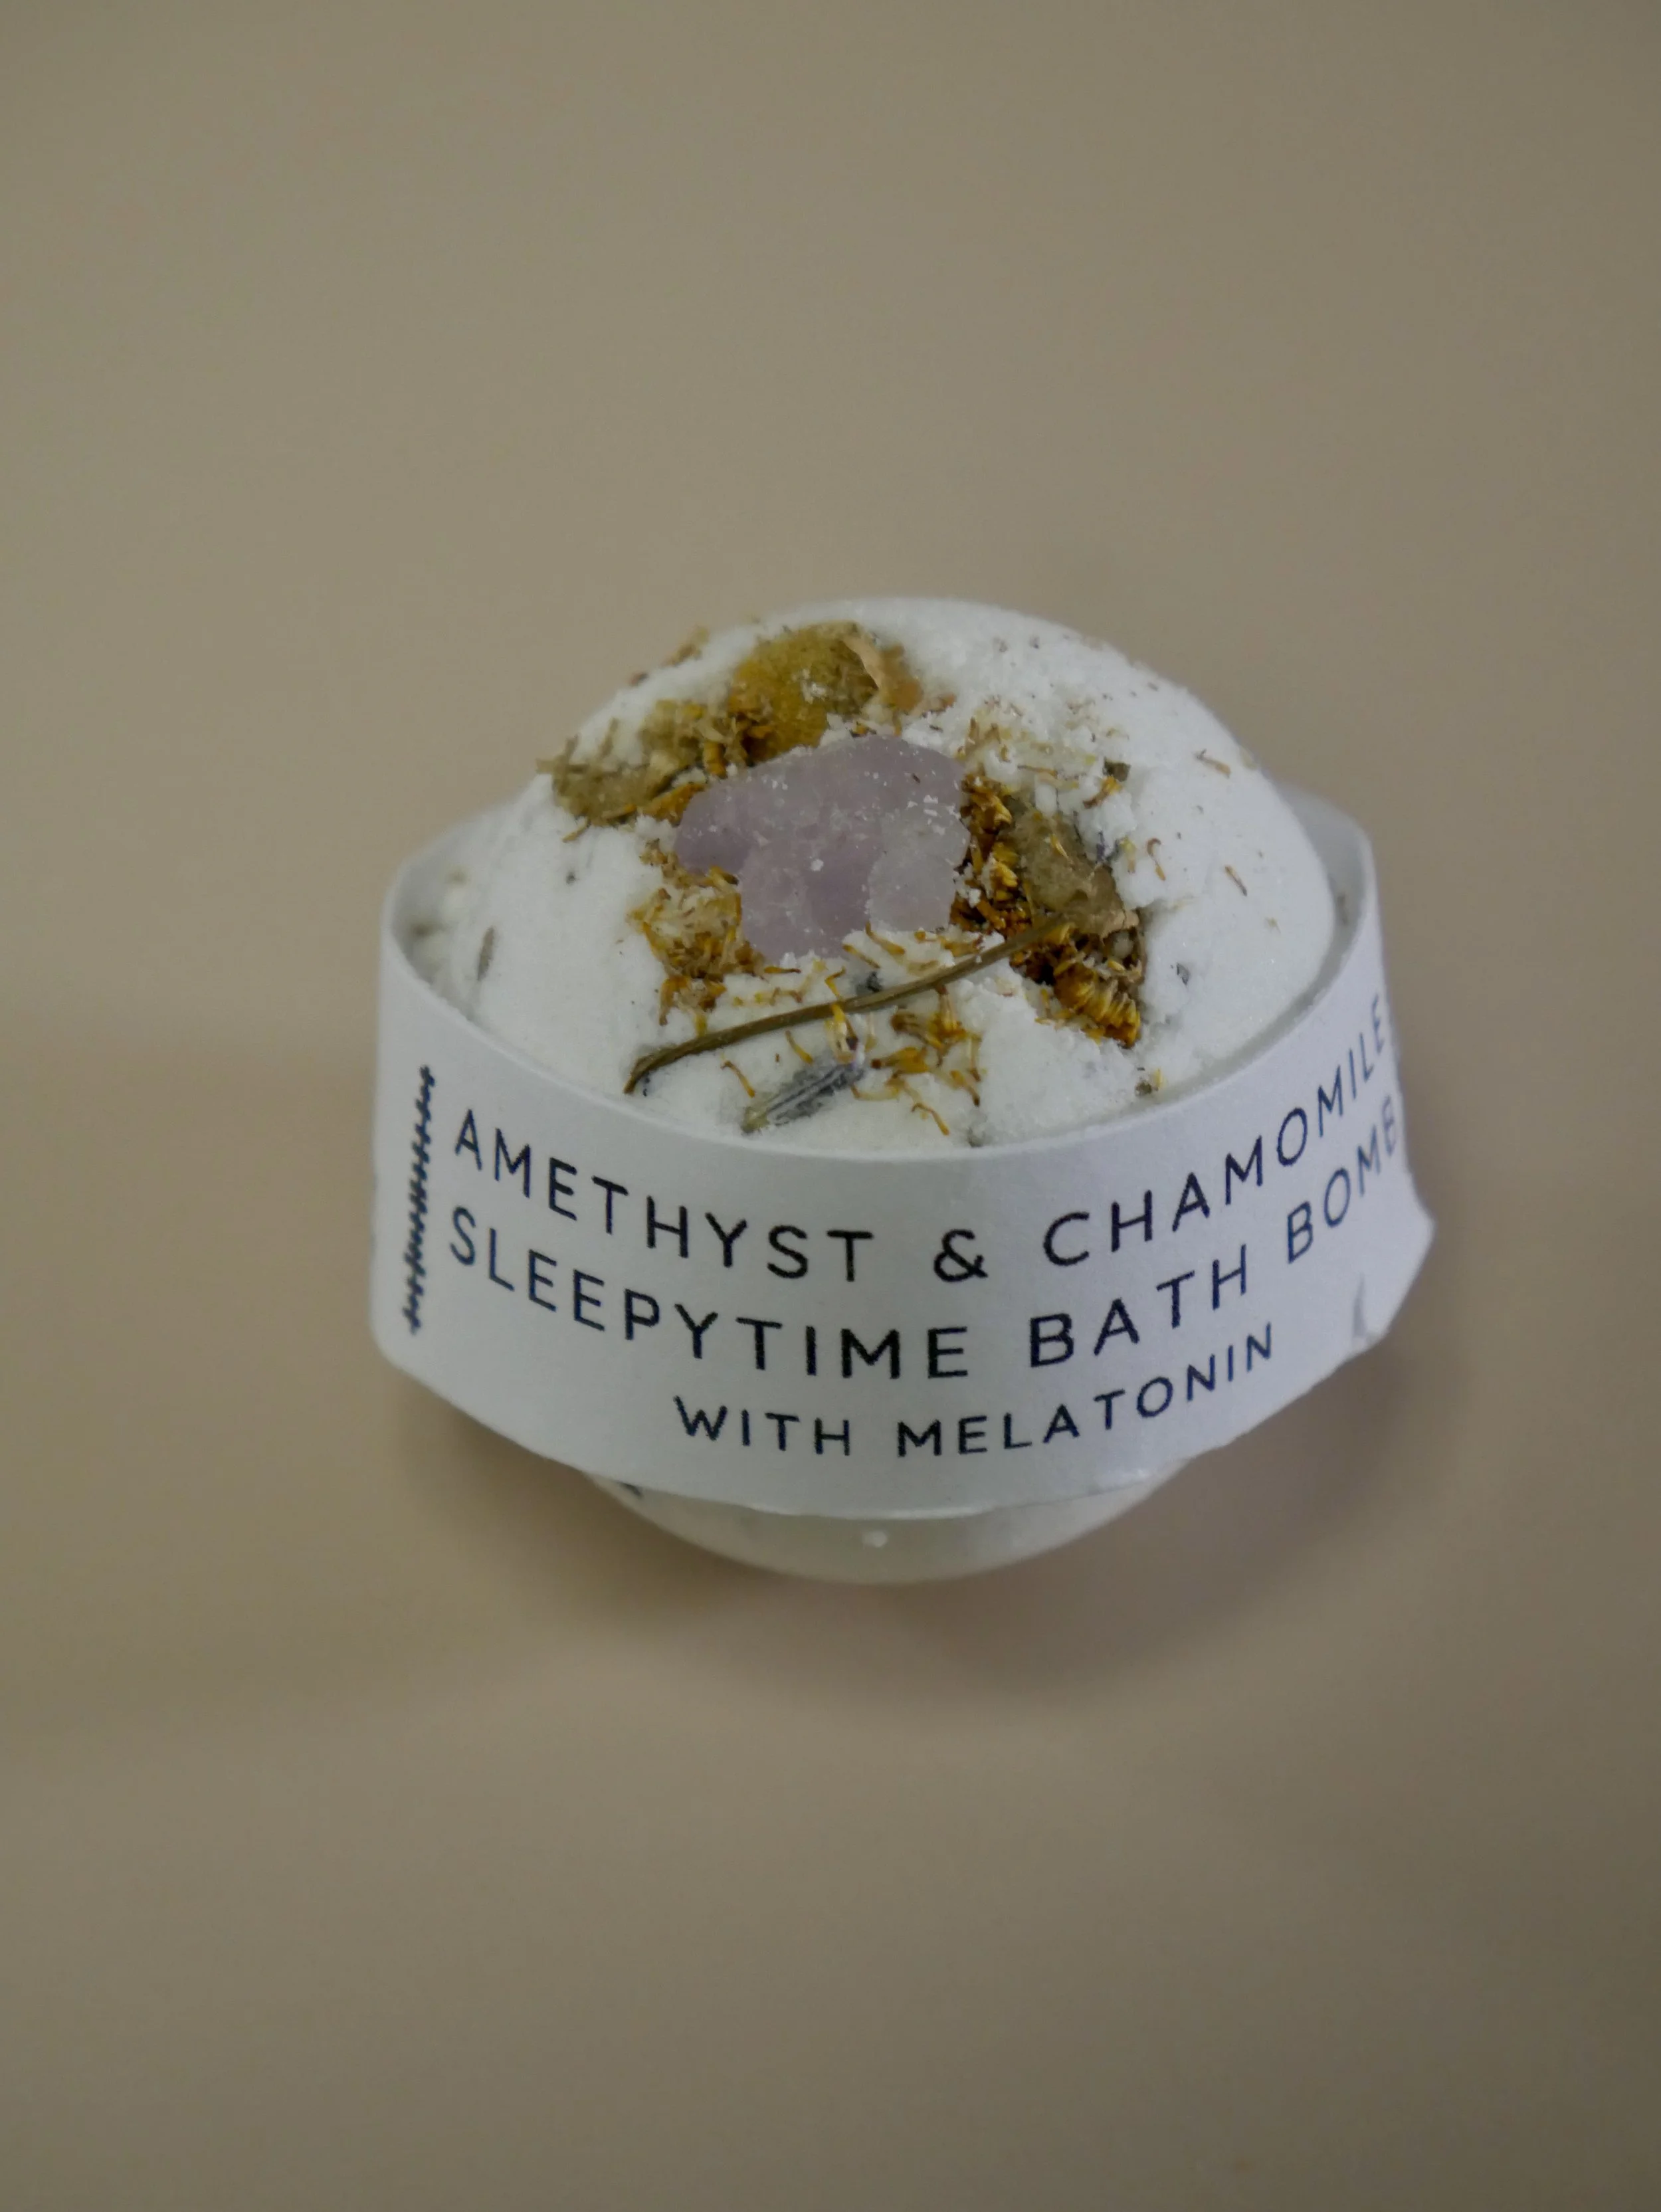 AMETHYST & CHAMOMILE
SLEEPYTIME BATH BOMB
WITH MELATONIN